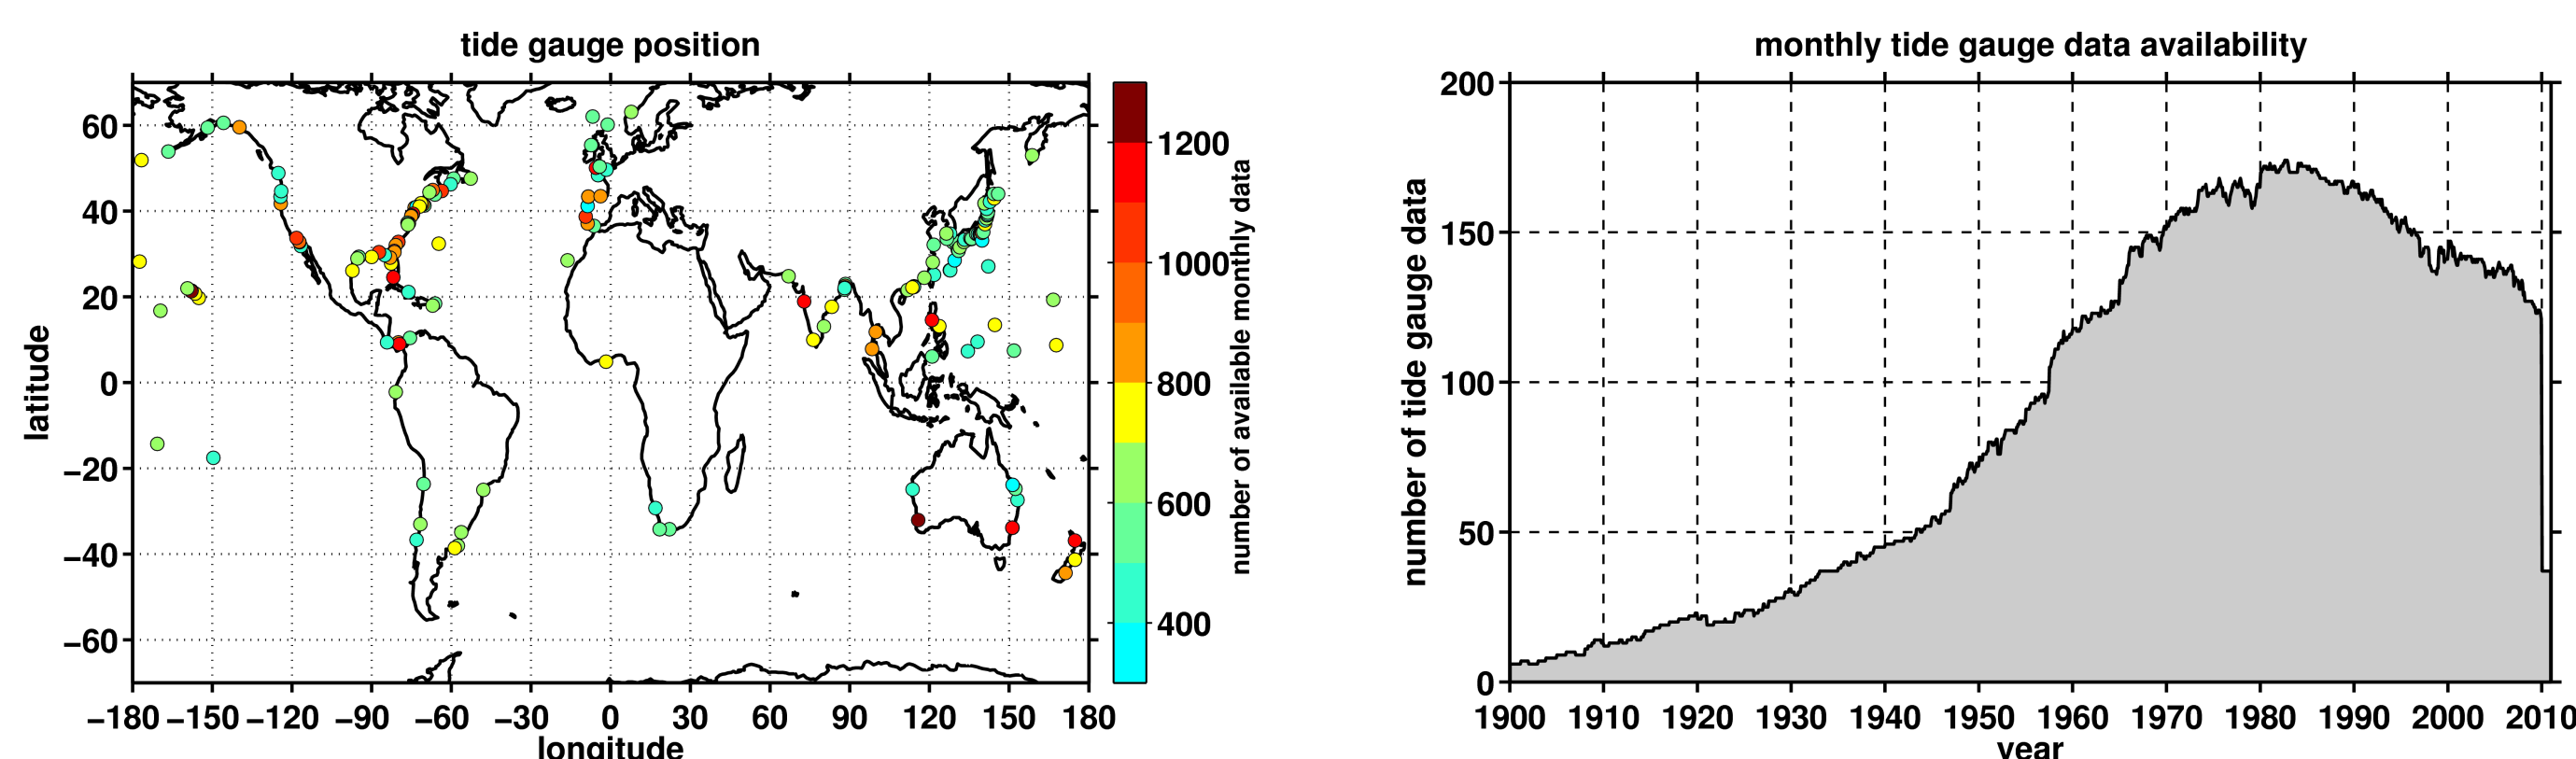 tide gauge position
60
40
20
0
−20
−40
−60
latitude
−180 −150 −120 −90 −60 −30 0 30 60 90 120 150 180
longitude
1200
1000
800
600
400
number of available monthly data
monthly tide gauge data availability
200
150
100
50
0
number of tide gauge data
1900 1910 1920 1930 1940 1950 1960 1970 1980 1990 2000 2010
year